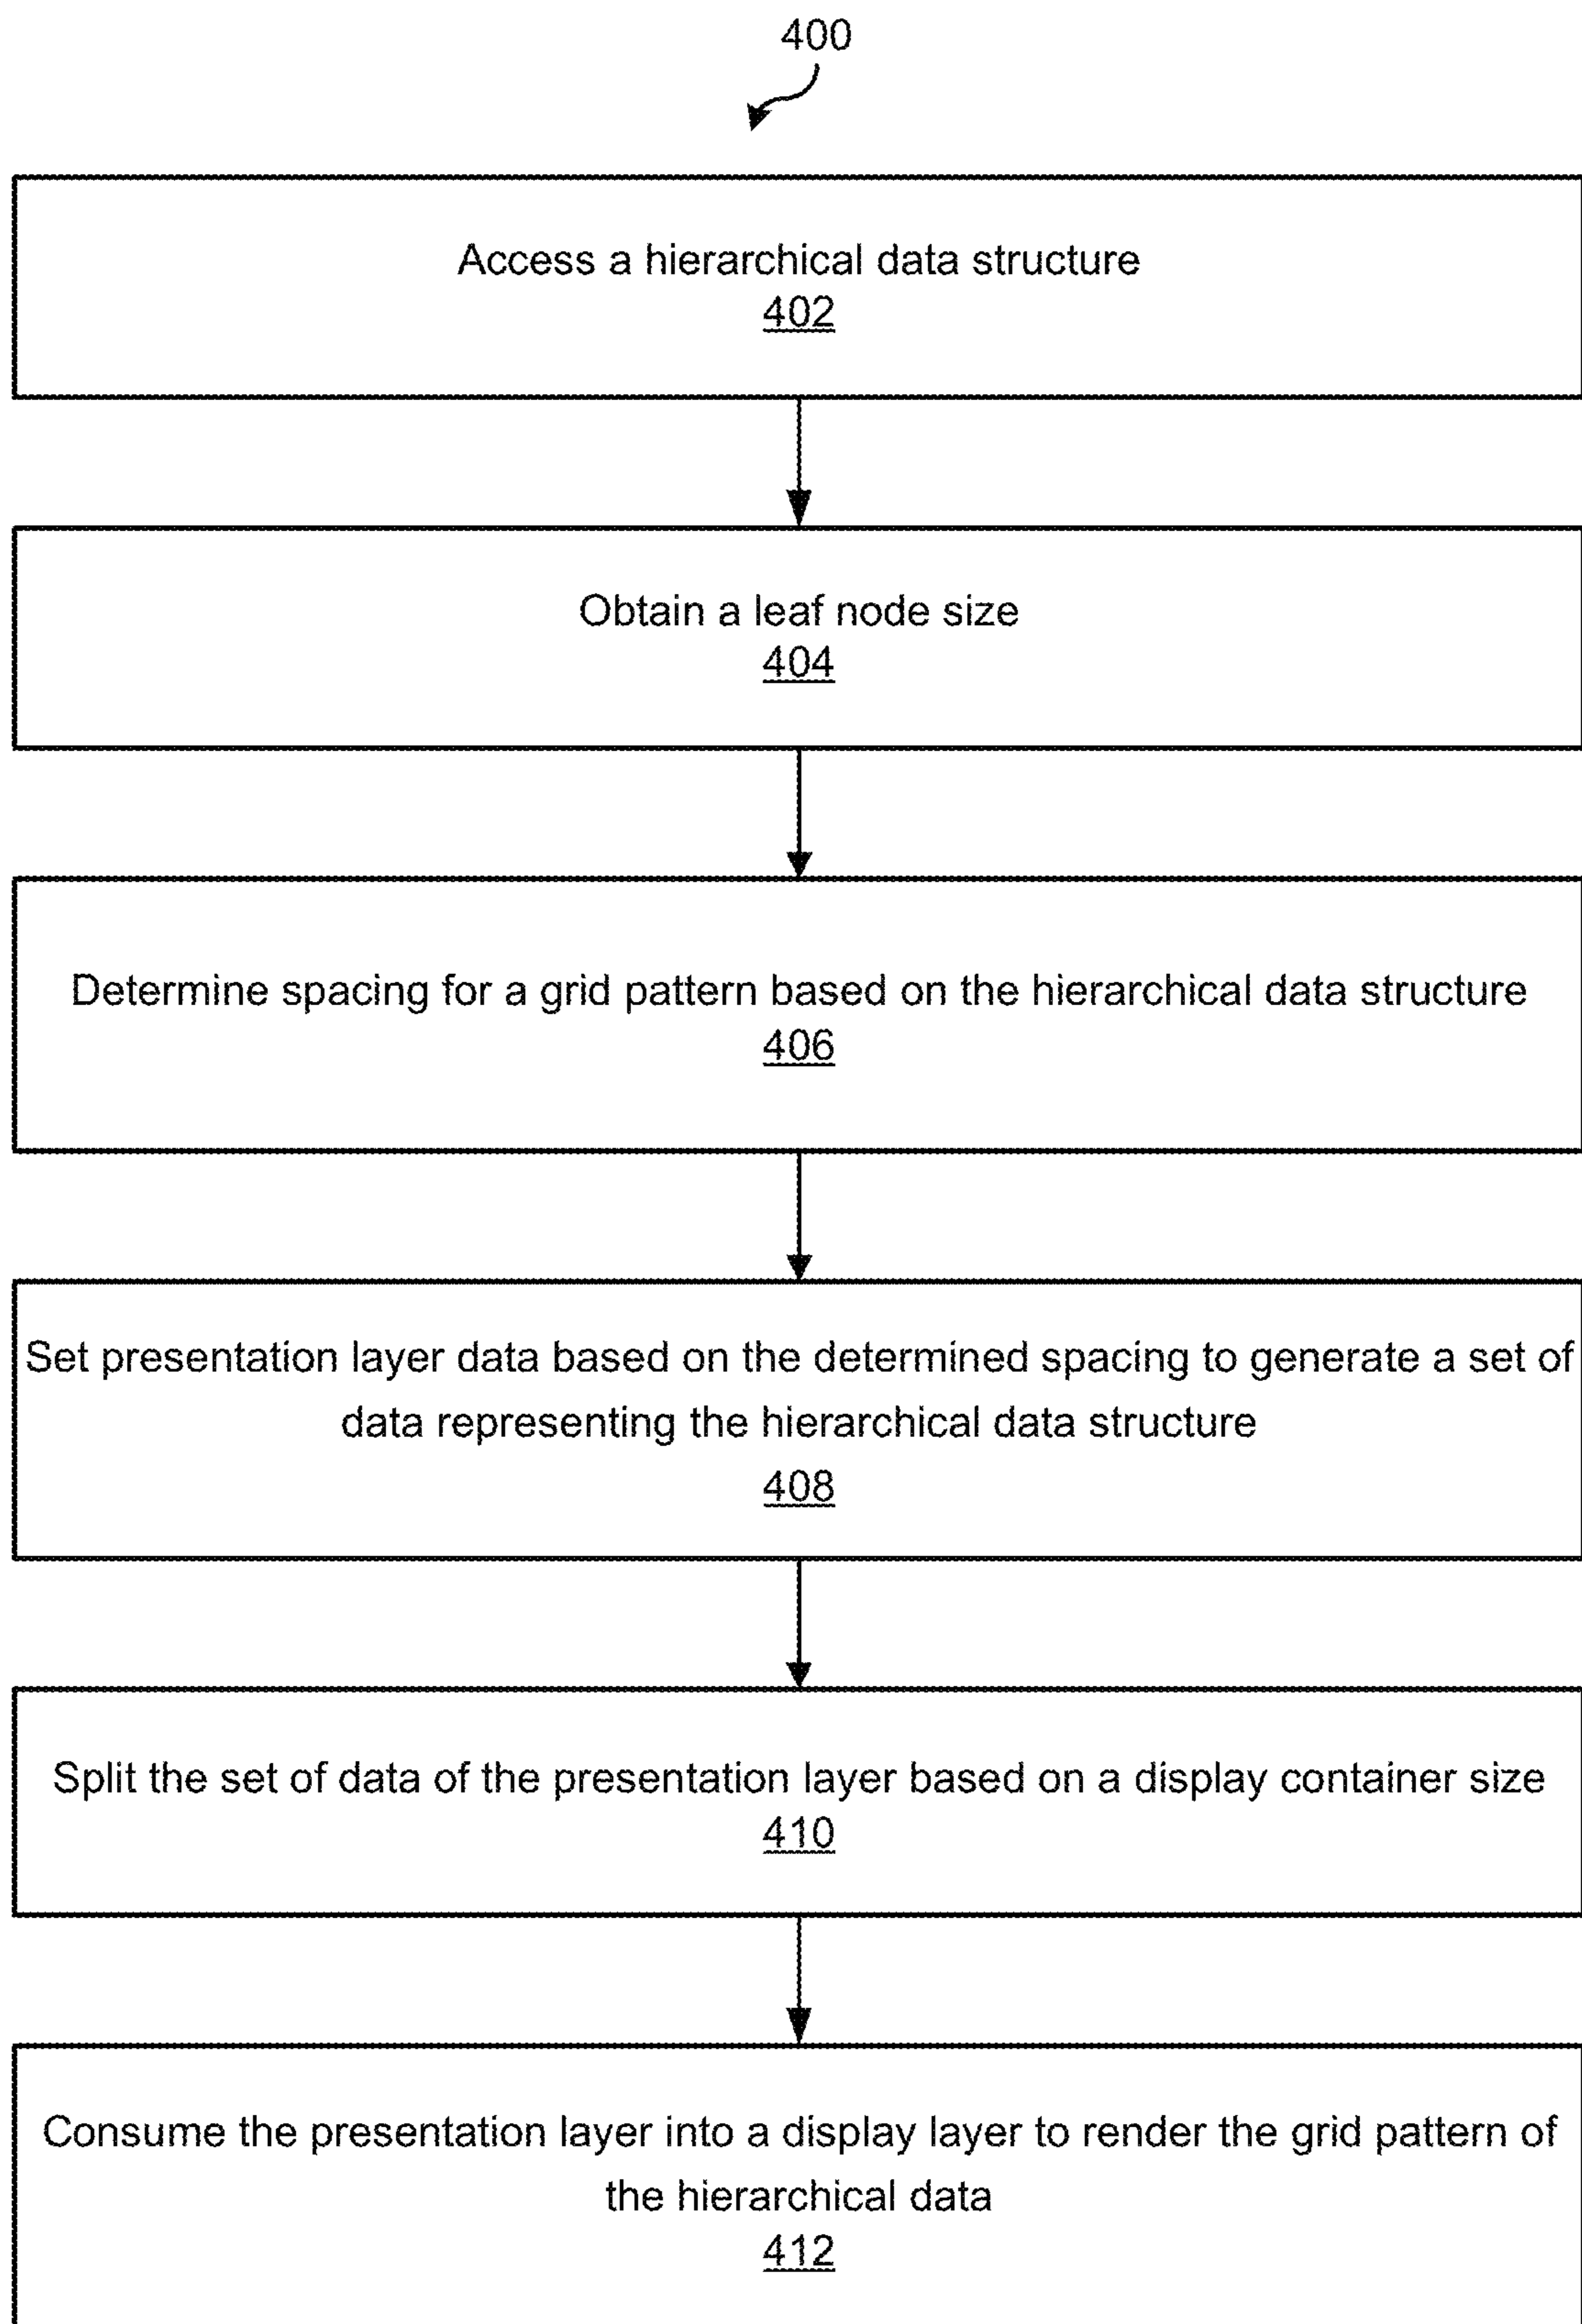 400
Access a hierarchical data structure
402
Obtain a leaf node size
404
Determine spacing for a grid pattern based on the hierarchical data structure
406
Set presentation layer data based on the determined spacing to generate a set of
data representing the hierarchical data structure
408
Split the set of data of the presentation layer based on a display container size
410
Consume the presentation layer into a display layer to render the grid pattern of
the hierarchical data
412